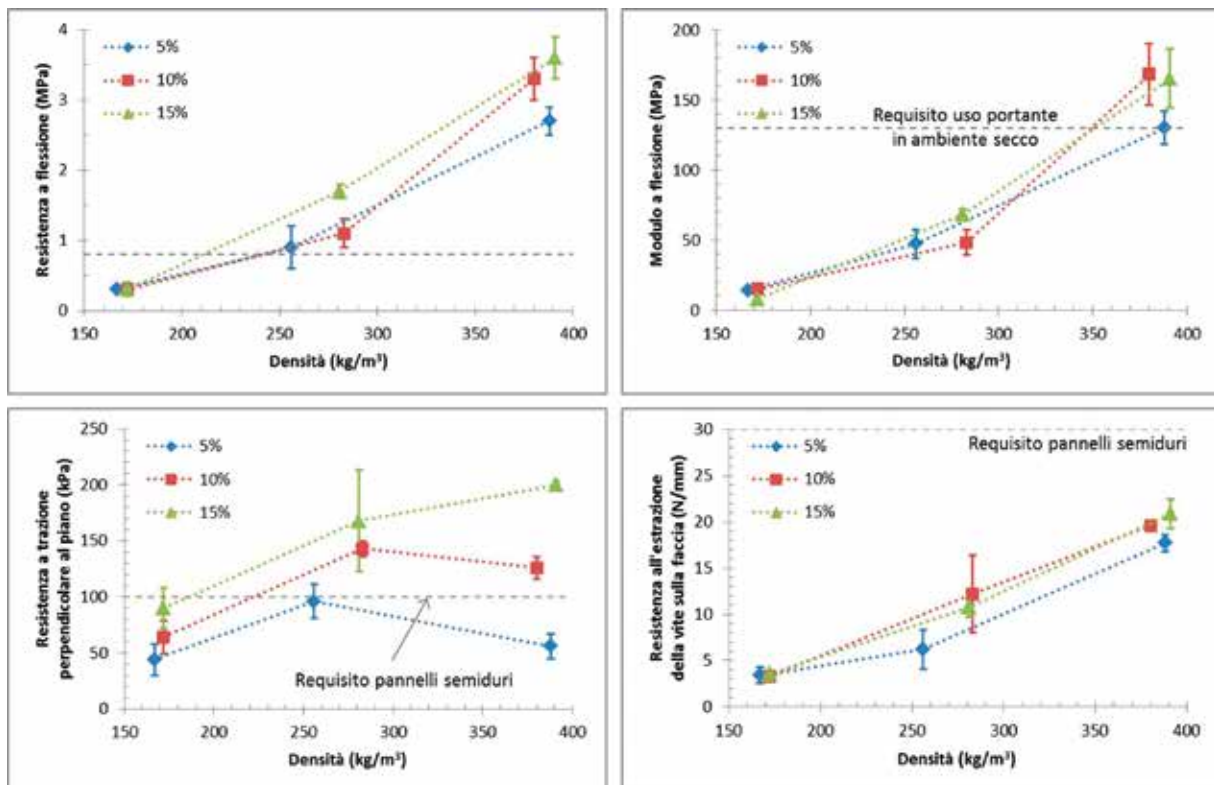 4
3
2
1
0
Resistenza a flessione (MPa)
5%
10%
15%
150 200 250 300 350 400
Densità (kg/m³)
200
150
100
50
0
Modulo a flessione (MPa)
5%
10%
15%
Requisito uso portante
in ambiente secco
150 200 250 300 350 400
Densità (kg/m³)
250
200
150
100
50
0
Resistenza a trazione
perpendicolare al piano (kPa)
5%
10%
15%
Requisito pannelli semiduri
150 200 250 300 350 400
Densità (kg/m³)
30
25
20
15
10
5
0
Resistenza all'estrazione
della vite sulla faccia (N/mm)
Requisito pannelli semiduri
5%
10%
15%
150 200 250 300 350 400
Densità (kg/m³)